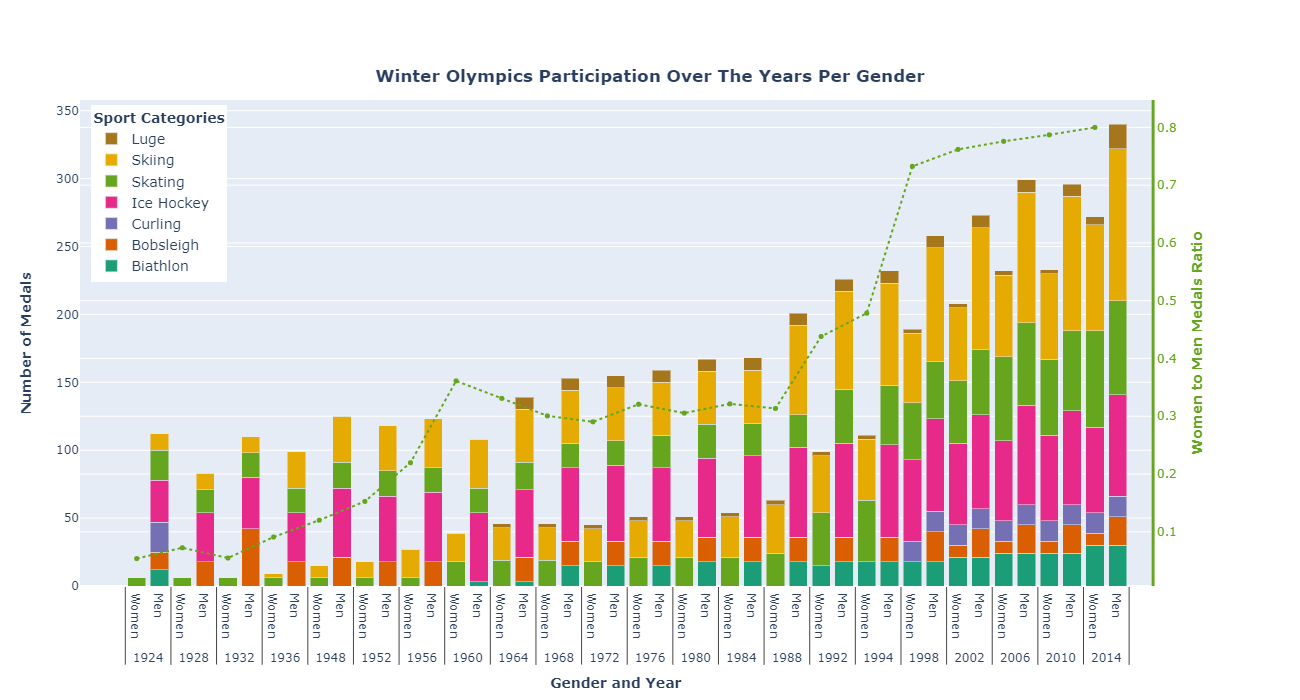 Winter Olympics Participation Over The Years Per Gender
Sport Categories
Luge
Skiing
Skating
Ice Hockey
Curling
Bobsleigh
Biathlon
350
300
250
200
150
100
50
0
Number of Medals
0.8
0.7
0.6
0.5
0.4
0.3
0.2
0.1
Women to Men Medals Ratio
Women Men Women Men Women Men Women Men Women Men Women Men Women Men Women Men Women Men Women Men Women Men Women Men Women Men Women Men Women Men Women Men Women Men Women Men Women Men Women Men Women Men Women Men
1924 1928 1932 1936 1948 1952 1956 1960 1964 1968 1972 1976 1980 1984 1988 1992 1994 1998 2002 2006 2010 2014
Gender and Year